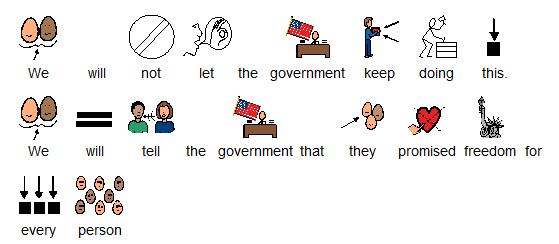 We will not let the government keep doing this.
We will tell the government that they promised freedom for
every person